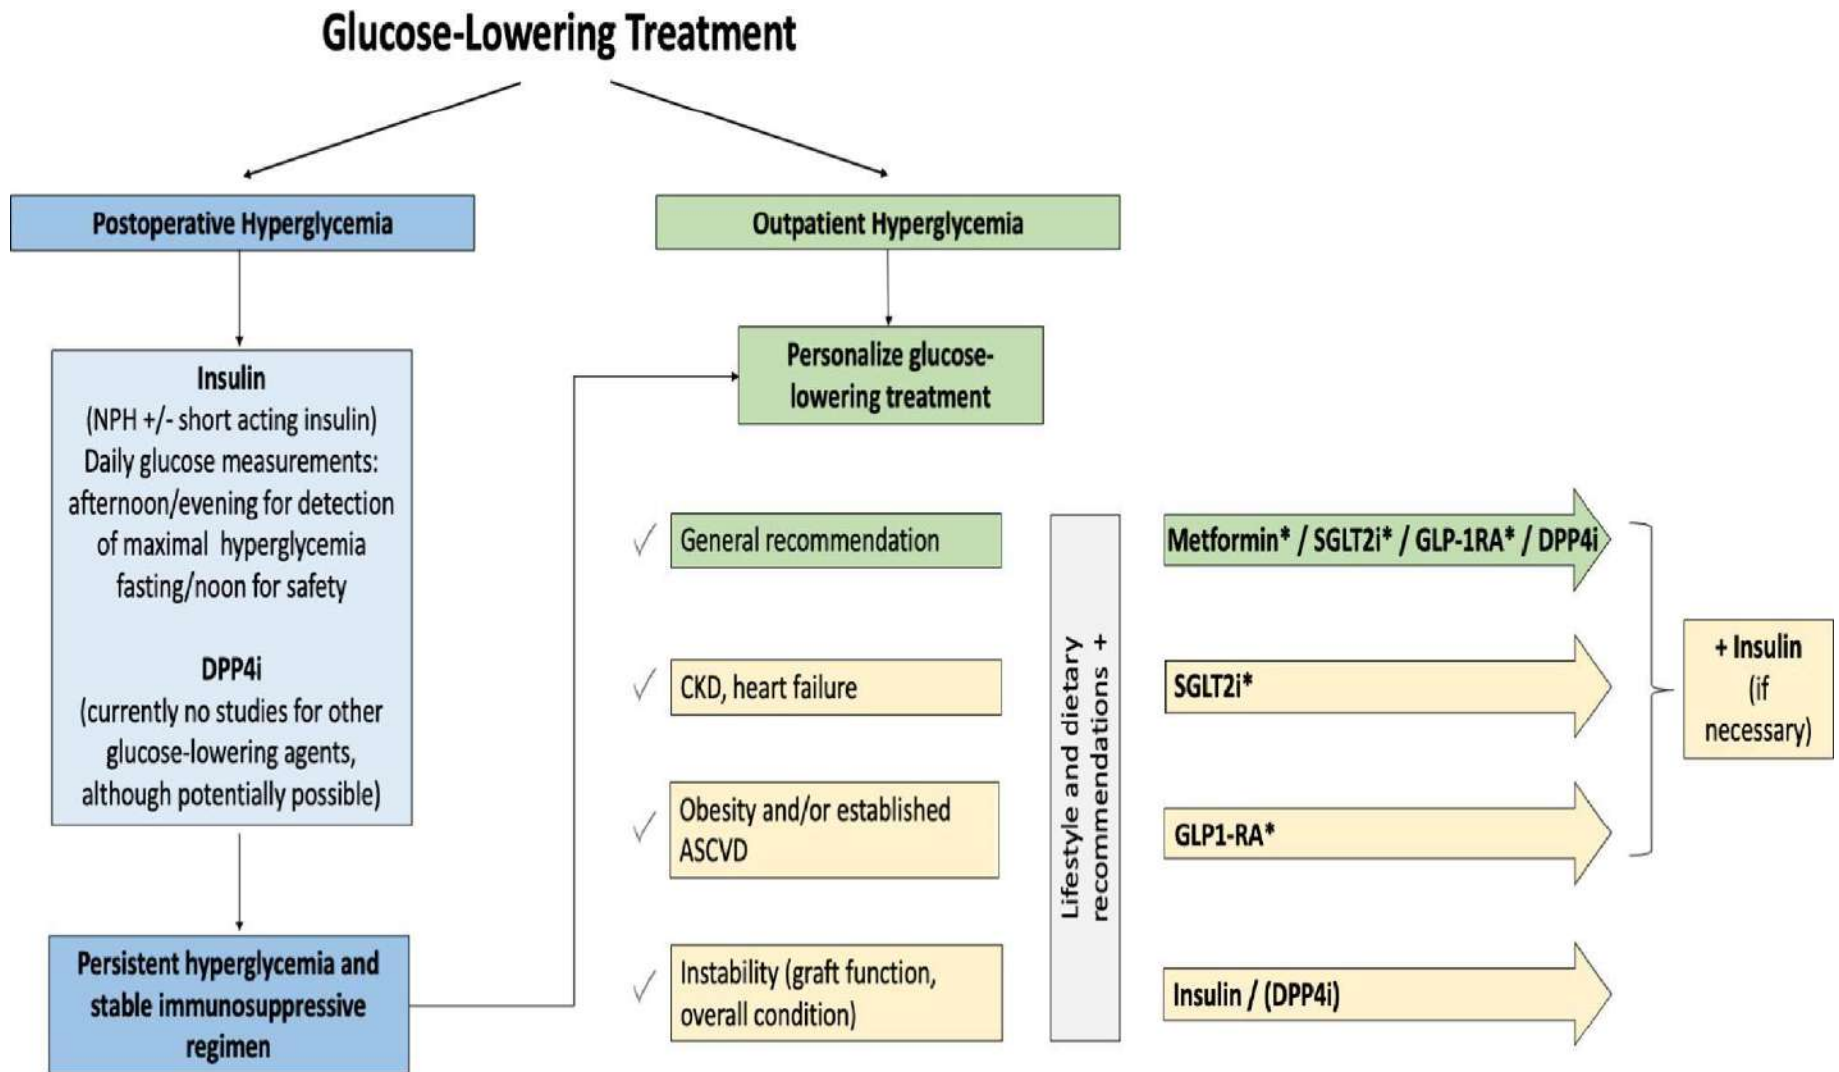 Glucose-Lowering Treatment
Postoperative Hyperglycemia
Outpatient Hyperglycemia
Insulin
(NPH +/- short acting insulin)
Daily glucose measurements:
afternoon/evening for detection
of maximal hyperglycemia
fasting/noon for safety
DPP4i
(currently no studies for other
glucose-lowering agents,
although potentially possible)
Persistent hyperglycemia and
stable immunosuppressive
regimen
Personalize glucose-
lowering treatment
✓ General recommendation
✓ CKD, heart failure
✓ Obesity and/or established
ASCVD
✓ Instability (graft function,
overall condition)
Lifestyle and dietary
recommendations +
Metformin* / SGLT2i* / GLP-1RA* / DPP4i
SGLT2i*
GLP1-RA*
Insulin / (DPP4i)
+ Insulin
(if
necessary)